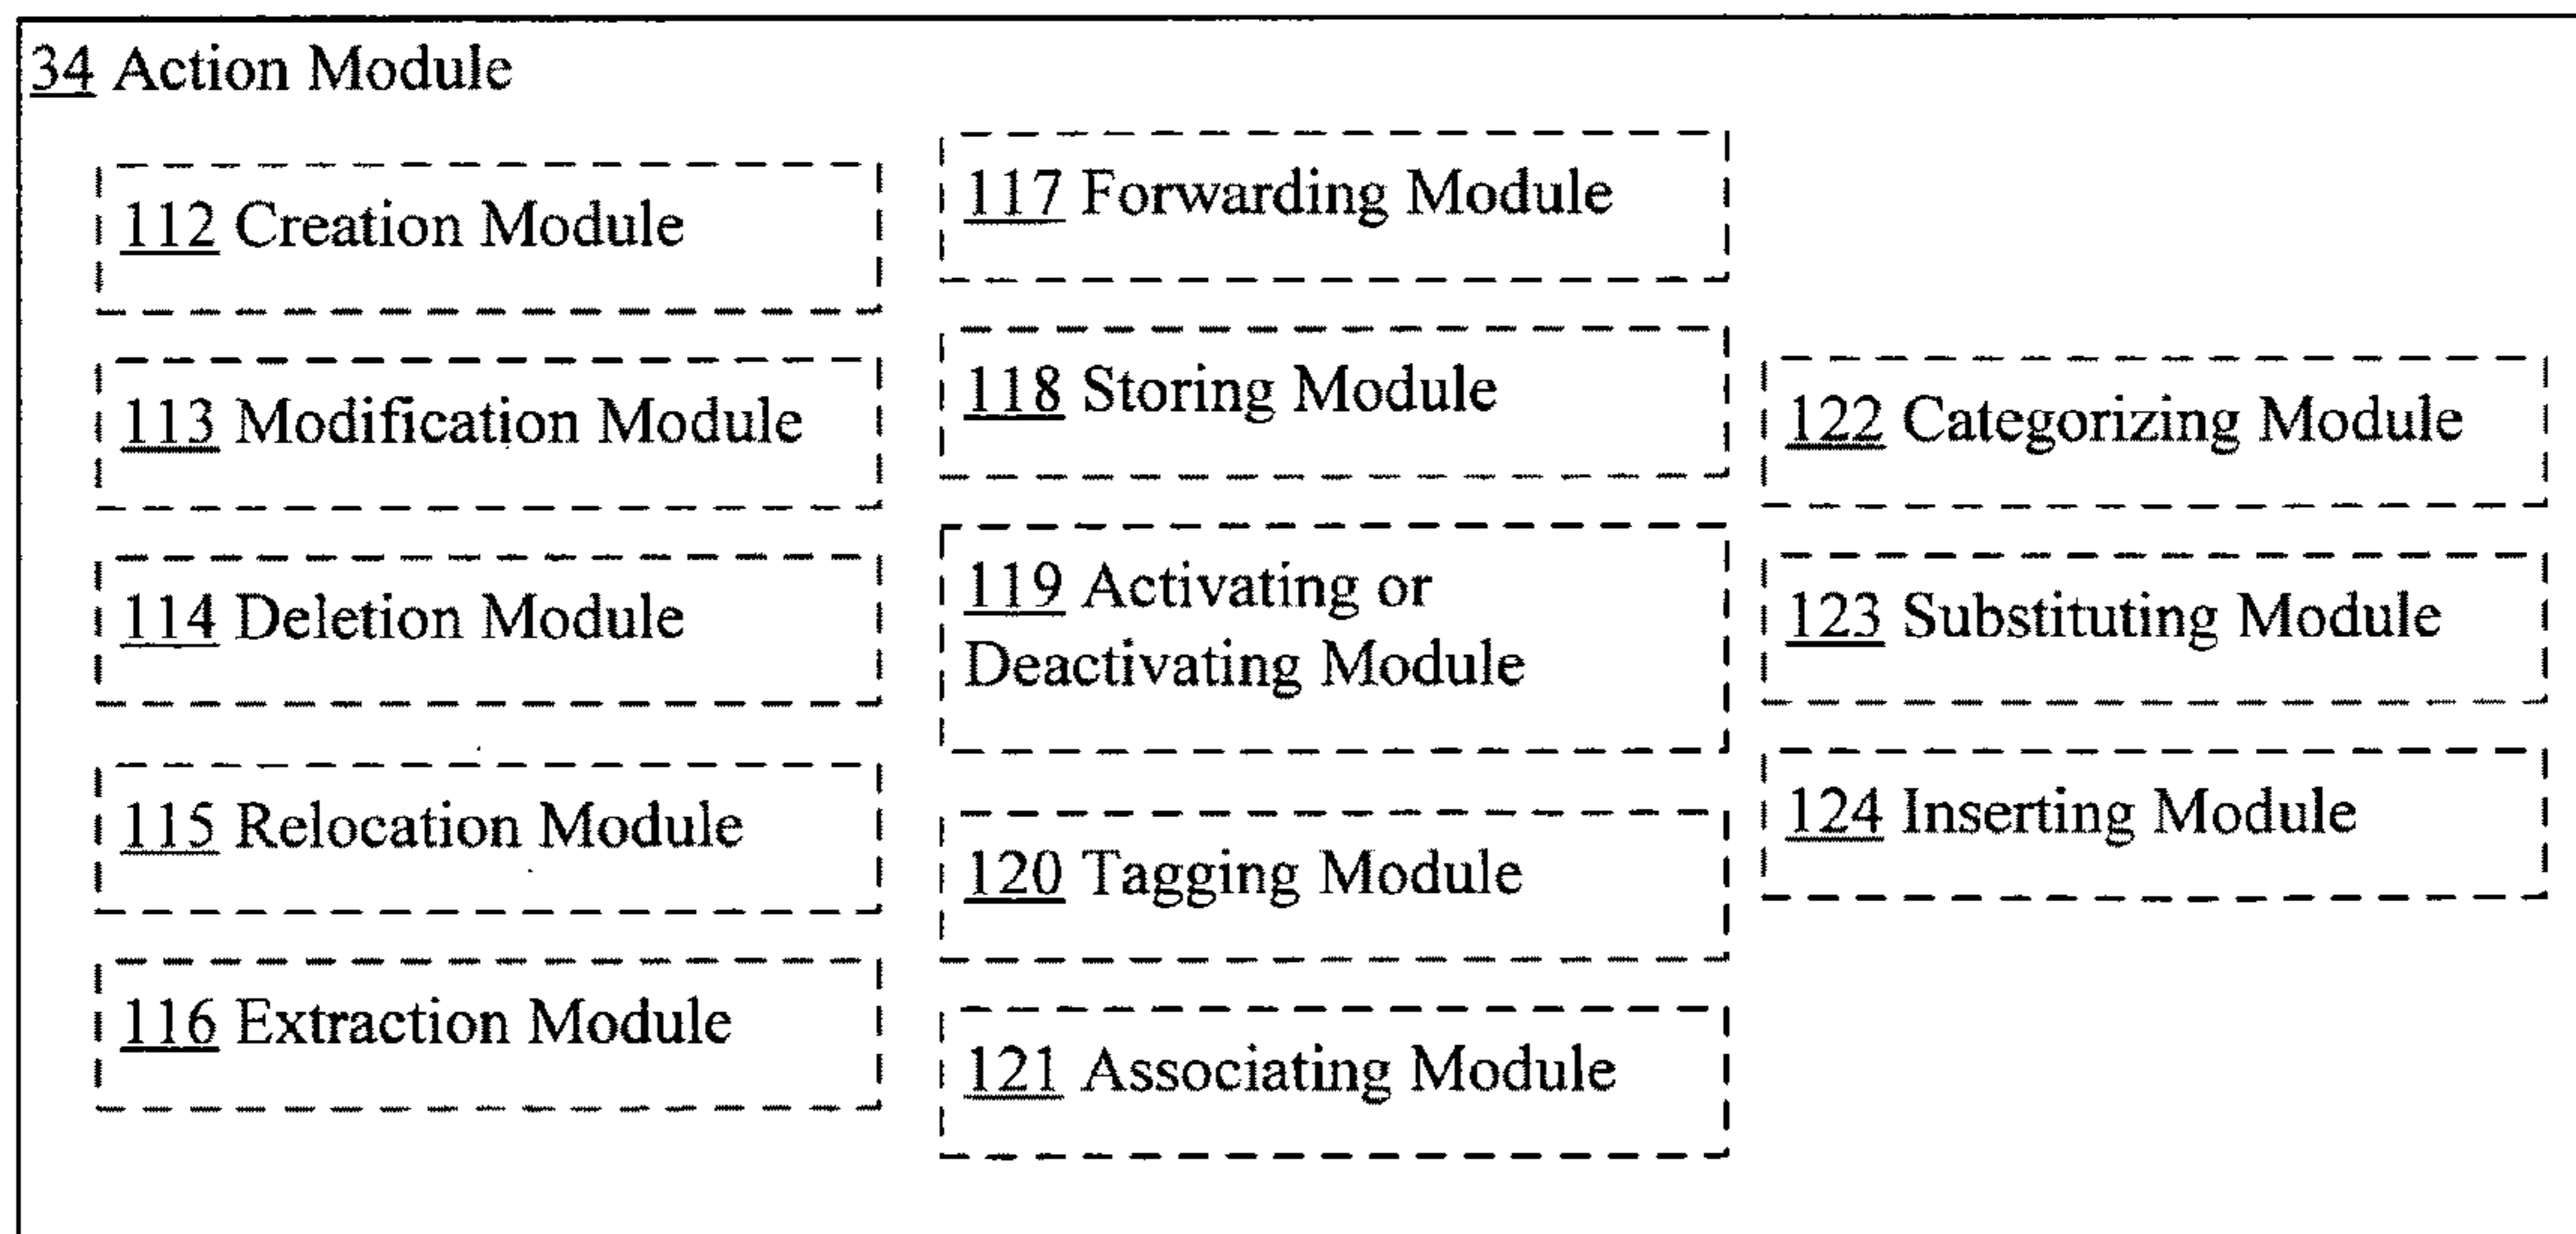 34 Action Module
112 Creation Module
113 Modification Module
114 Deletion Module
115 Relocation Module
116 Extraction Module
117 Forwarding Module
118 Storing Module
119 Activating or
Deactivating Module
120 Tagging Module
121 Associating Module
122 Categorizing Module
123 Substituting Module
124 Inserting Module